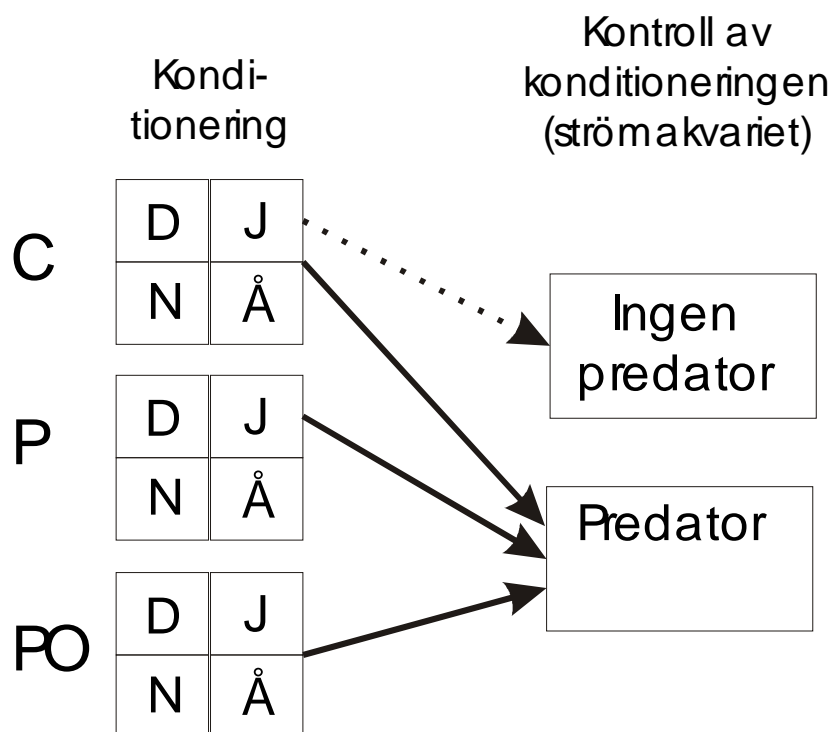 Kondi-
tionering
Kontroll av
konditioneringen
(strömakvariet)
C
D J
N Å
P
D J
N Å
PO
D J
N Å
Ingen
predator
Predator